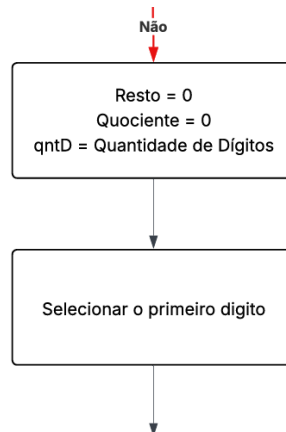 Não
Resto = 0
Quociente = 0
qntD = Quantidade de Dígitos
Selecionar o primeiro digito